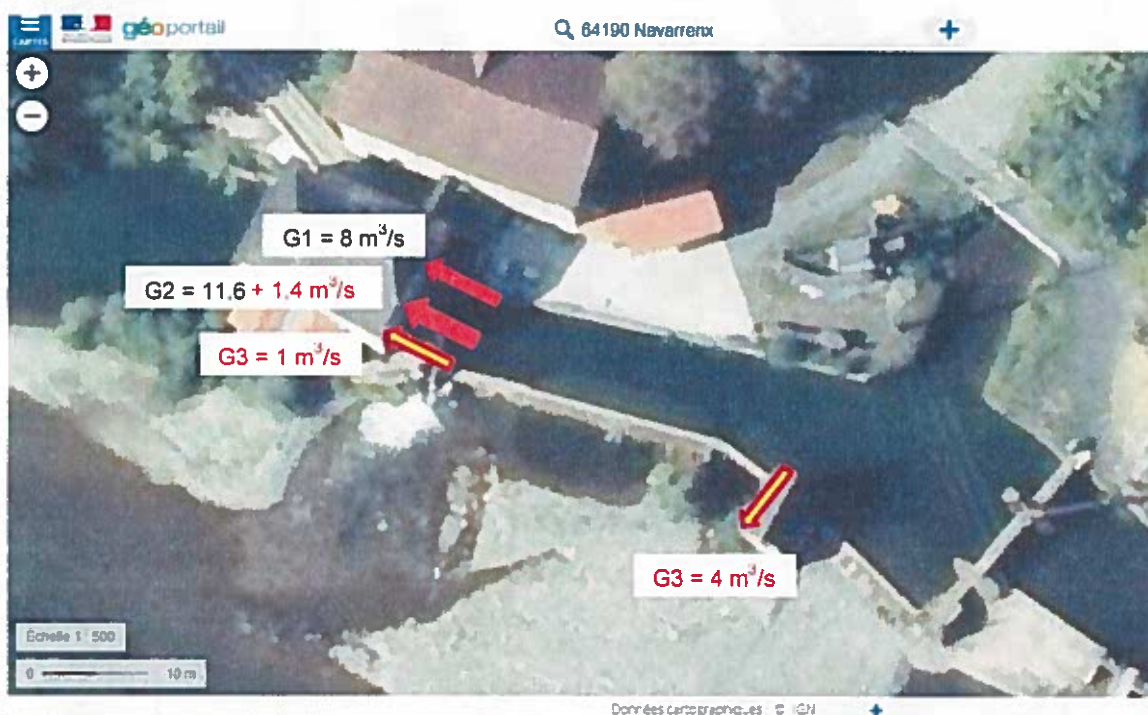 CARTES
géoportail
64190 Navarrenx
G1 = 8 m³/s
G2 = 11.6 + 1.4 m³/s
G3 = 1 m³/s
G3 = 4 m³/s
Échelle 1 : 500
0 10 m
Données cartographiques : © IGN